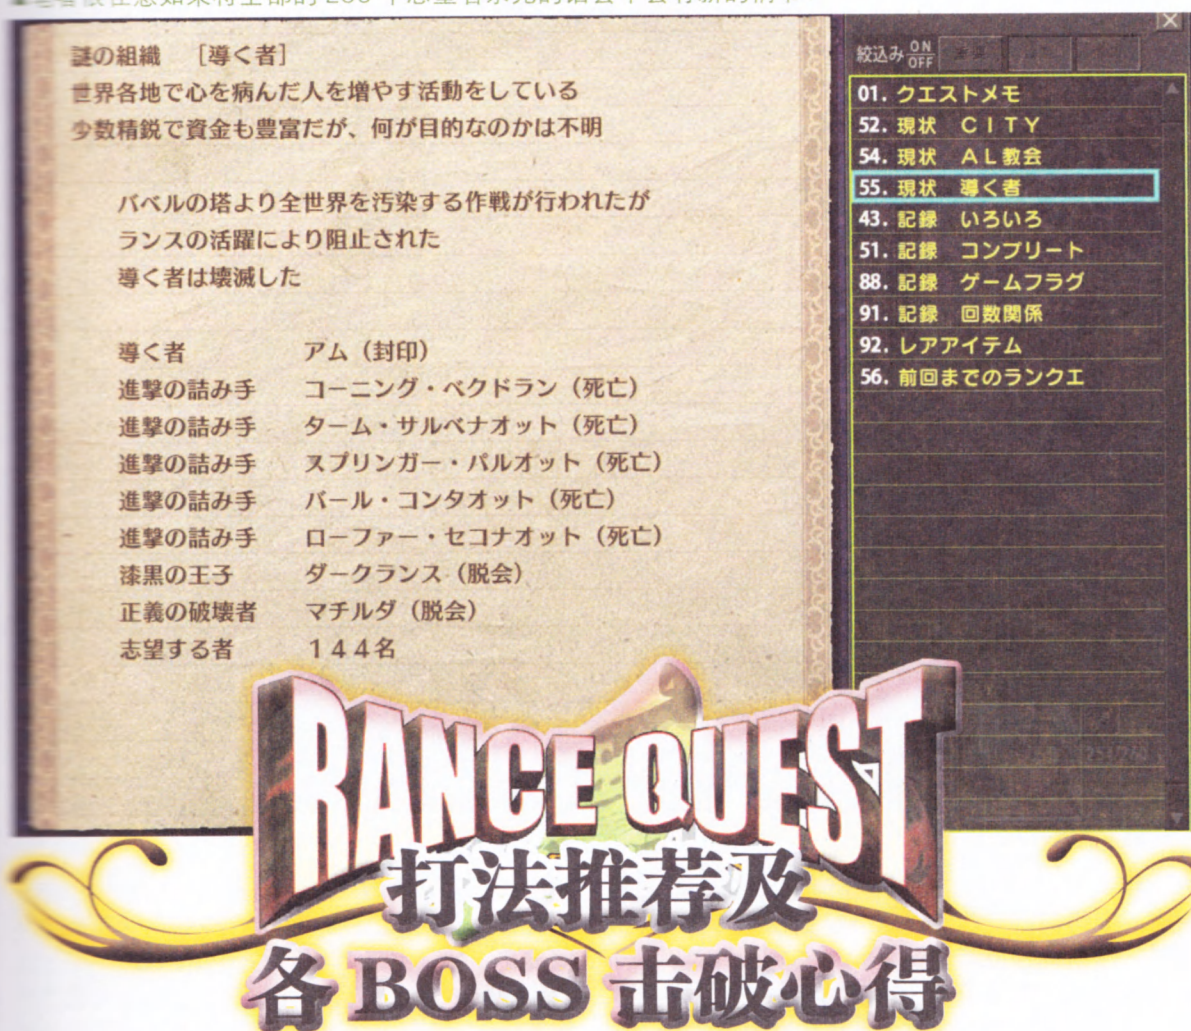 謎の組織 [導く者]
世界各地で心を病んだ人を増やす活動をしている
少数精鋭で資金も豊富だが、何が目的なのかは不明
バベルの塔より全世界を汚染する作戦が行われたが
ランスの活躍により阻止された
導く者は壊滅した
導く者 アム(封印)
進撃の詰み手 コーニング・ベクドラン(死亡)
進撃の詰み手 ターム・サルベナオット(死亡)
進撃の詰み手 スプリンガー・パルオット(死亡)
進撃の詰み手 バール・コンタオット(死亡)
進撃の詰み手 ローファー・セコナオット(死亡)
漆黒の王子 ダークランス(脱会)
正義の破壊者 マチルダ(脱会)
志望する者 144名
絞込み ON OFF
01. クエストメモ
52. 現状 CITY
54. 現状 AL教会
55. 現状 導く者
43. 記録 いろいろ
51. 記録 コンプリート
88. 記録 ゲームフラグ
91. 記録 回数関係
92. レアアイテム
56. 前回までのランクエ
RANCE QUEST
打法推荐及
各 BOSS 击破心得